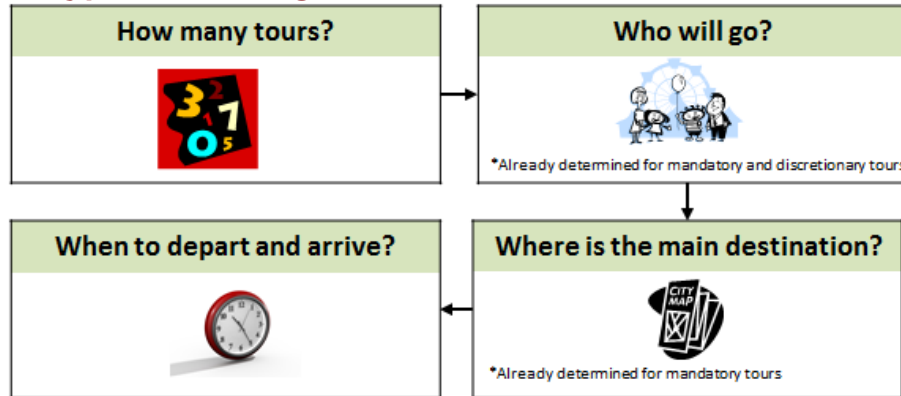 How many tours?
Who will go?
3 2
1 7
0 5
*Already determined for mandatory and discretionary tours
When to depart and arrive?
Where is the main destination?
CITY
MAP
*Already determined for mandatory tours